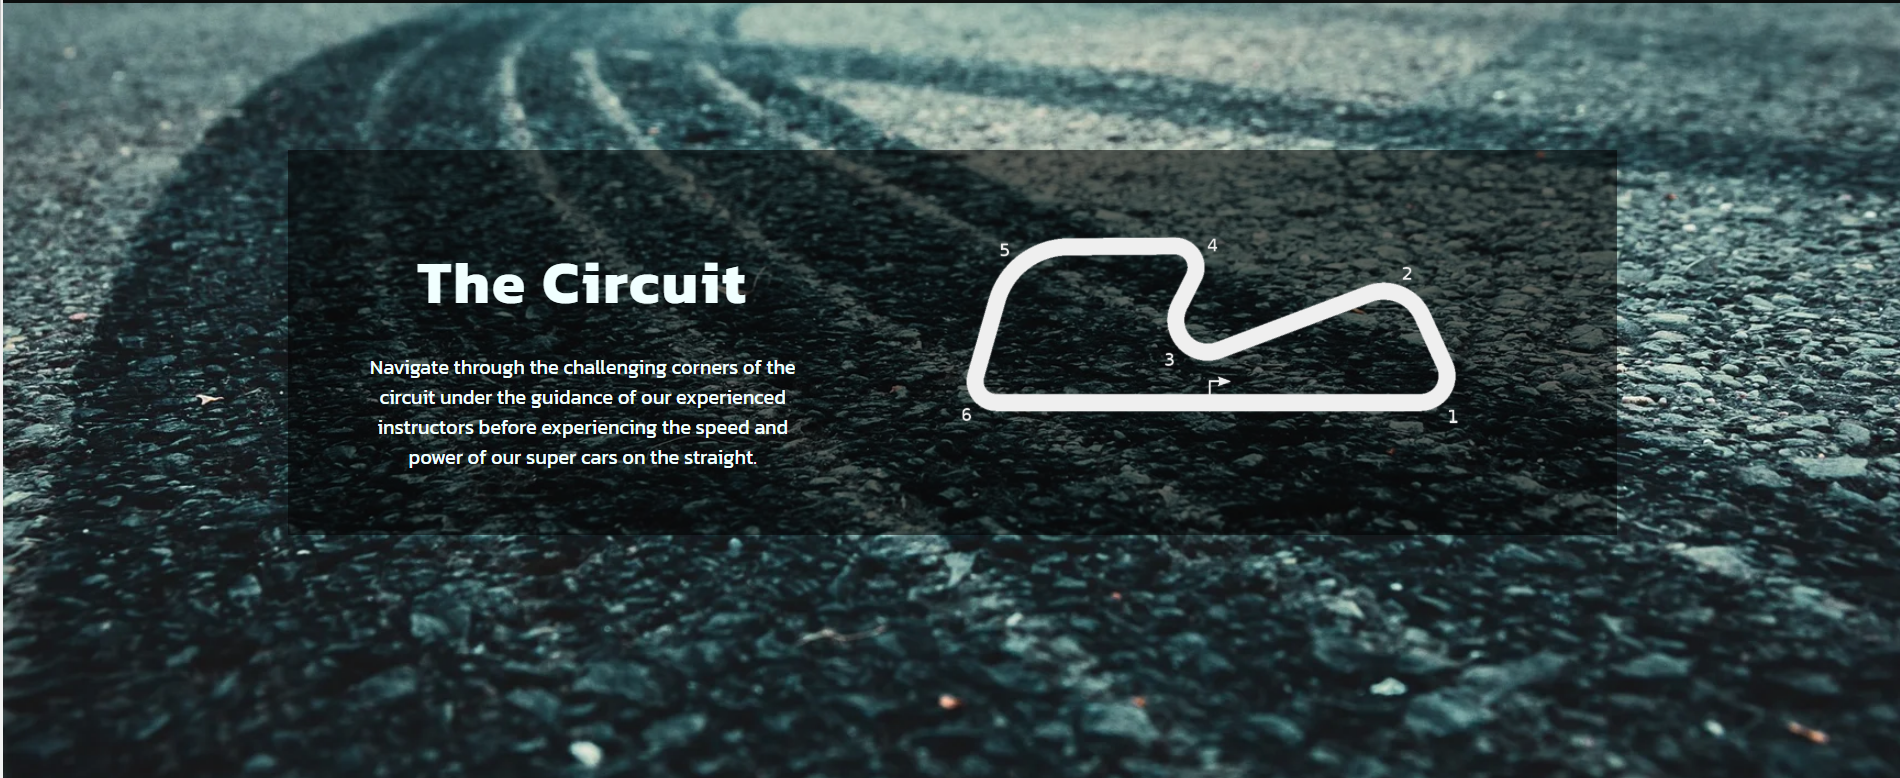 The Circuit
Navigate through the challenging corners of the
circuit under the guidance of our experienced
instructors before experiencing the speed and
power of our super cars on the straight.
5
4
2
3
6
1